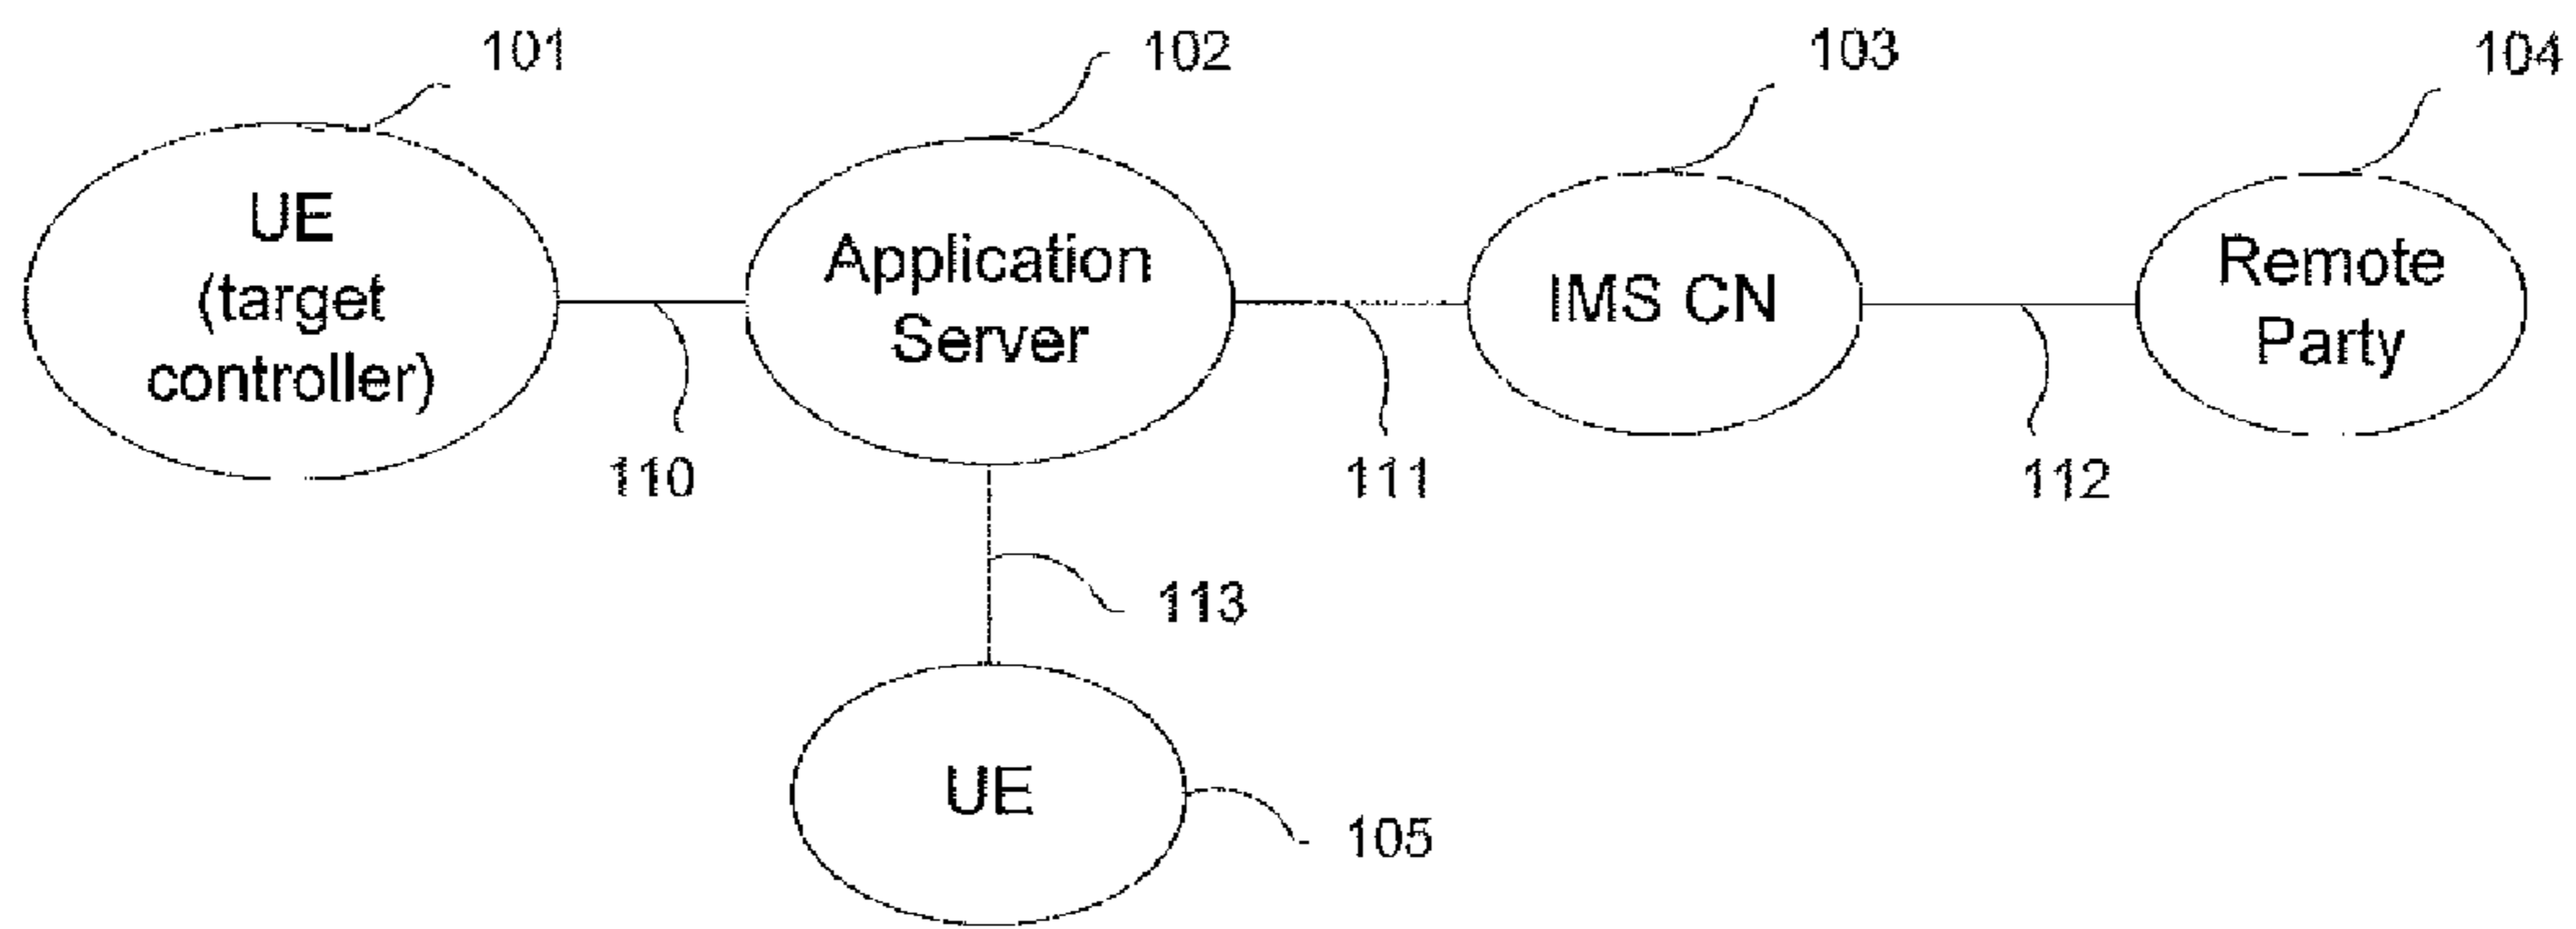 101
102
103
104
UE
(target
controller)
Application
Server
IMS CN
Remote
Party
110
111
112
113
UE
105